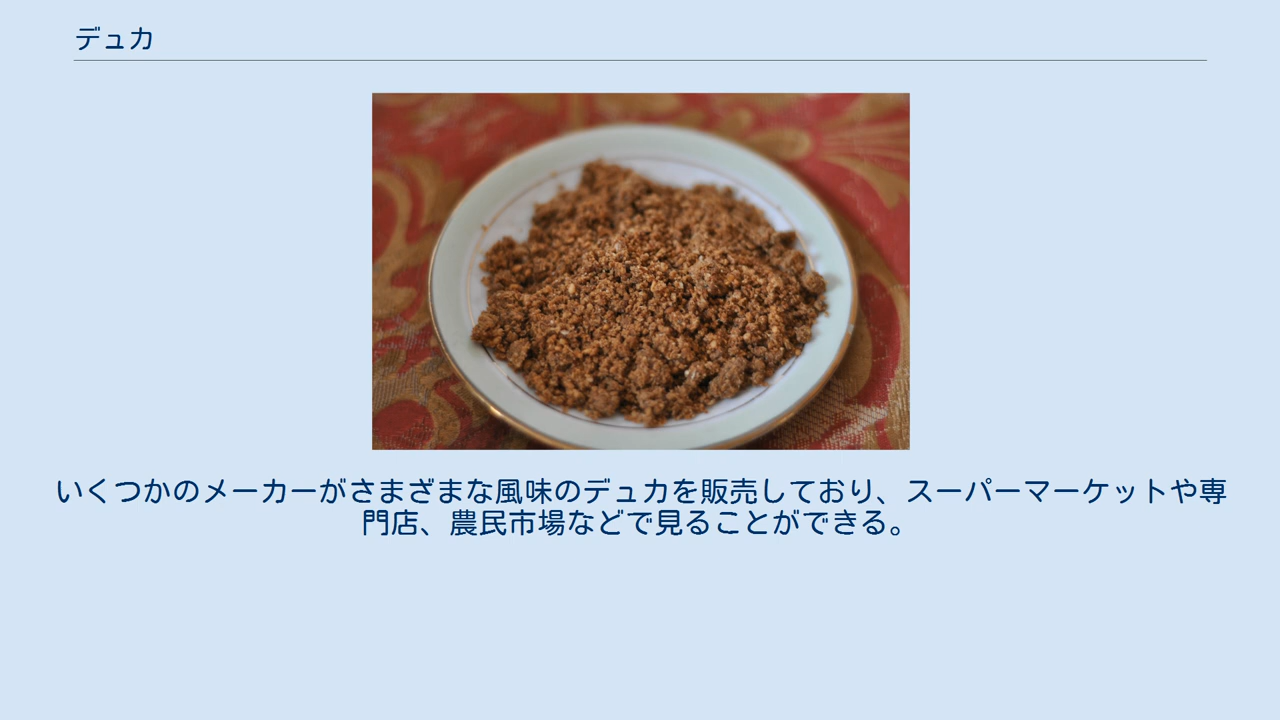 デュカ
いくつかのメーカーがさまざまな風味のデュカを販売しており、スーパーマーケットや専
門店、農民市場などで見ることができる。